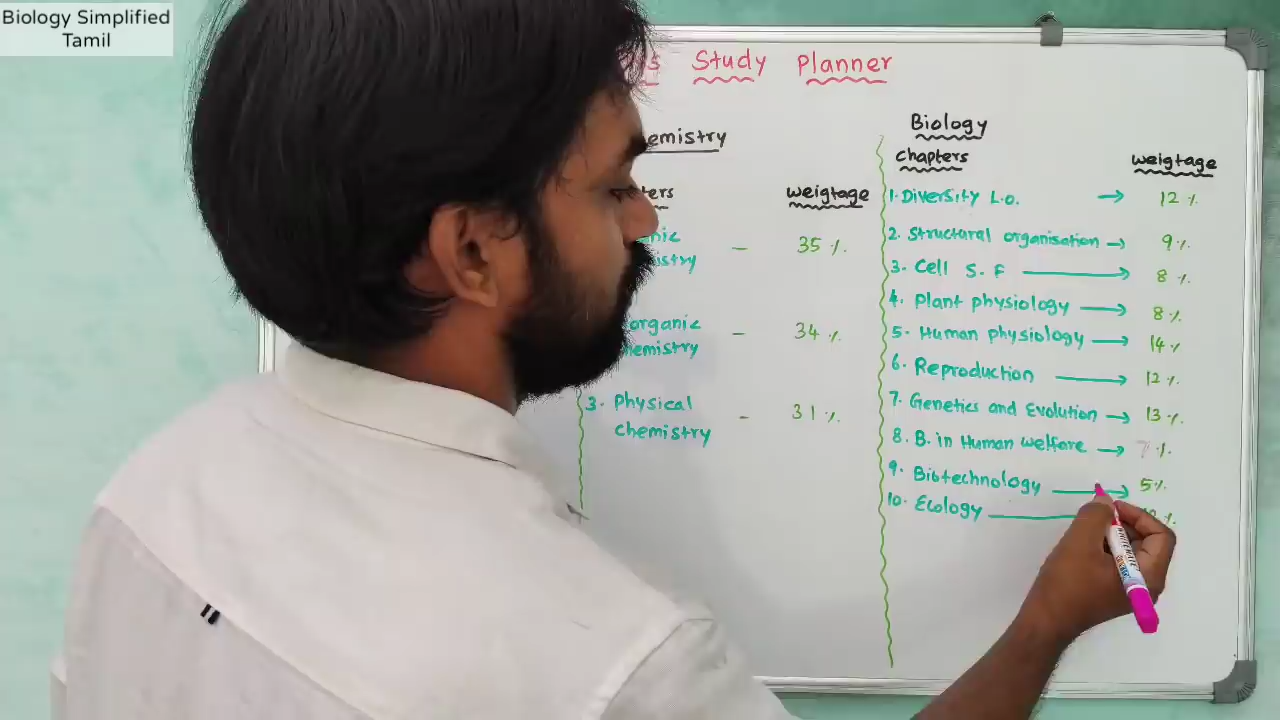 Biology Simplified
Tamil
Study Planner
Biology
chapters weigtage
1. Diversity L.O. → 12 %
2. Structural organisation → 9 %
3. Cell S. F → 8 %
4. Plant physiology → 8 %
5. Human physiology → 14 %
6. Reproduction → 12 %
7. Genetics and Evolution → 13 %
8. B. in Human welfare → 7 %
9. Biotechnology → 5 %
10. Ecology
weigtage
- 35 %
- 34 %
3. Physical - 31 %
chemistry
WHITEMATE